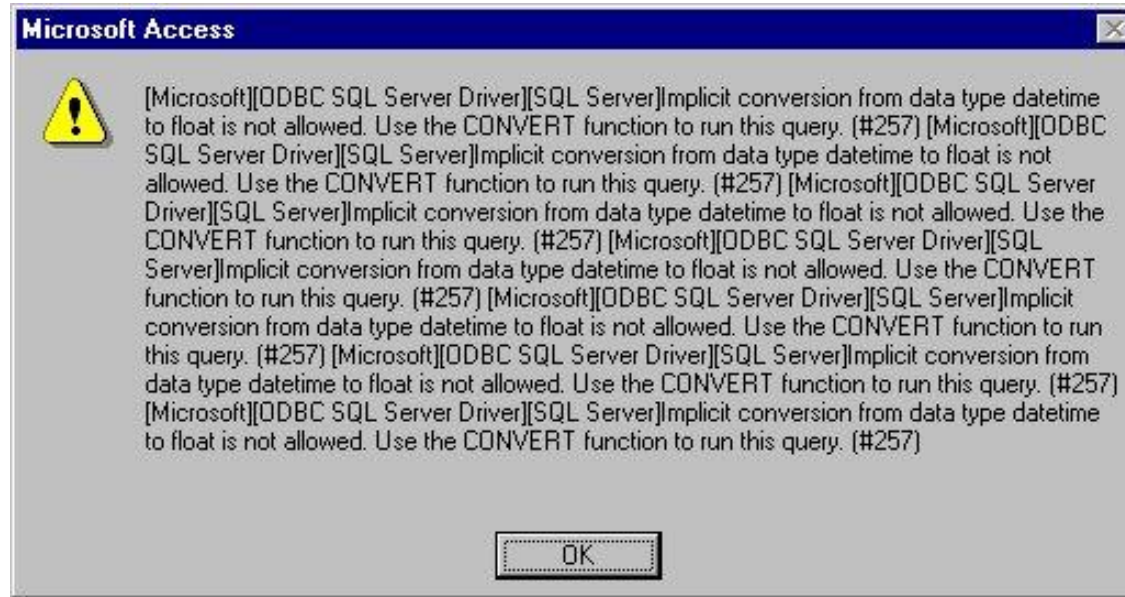 Microsoft Access
[Microsoft][ODBC SQL Server Driver][SQL Server]Implicit conversion from data type datetime
to float is not allowed. Use the CONVERT function to run this query. (#257) [Microsoft][ODBC
SQL Server Driver][SQL Server]Implicit conversion from data type datetime to float is not
allowed. Use the CONVERT function to run this query. (#257) [Microsoft][ODBC SQL Server
Driver][SQL Server]Implicit conversion from data type datetime to float is not allowed. Use the
CONVERT function to run this query. (#257) [Microsoft][ODBC SQL Server Driver][SQL
Server]Implicit conversion from data type datetime to float is not allowed. Use the CONVERT
function to run this query. (#257) [Microsoft][ODBC SQL Server Driver][SQL Server]Implicit
conversion from data type datetime to float is not allowed. Use the CONVERT function to run
this query. (#257) [Microsoft][ODBC SQL Server Driver][SQL Server]Implicit conversion from
data type datetime to float is not allowed. Use the CONVERT function to run this query. (#257)
[Microsoft][ODBC SQL Server Driver][SQL Server]Implicit conversion from data type datetime
to float is not allowed. Use the CONVERT function to run this query. (#257)
OK